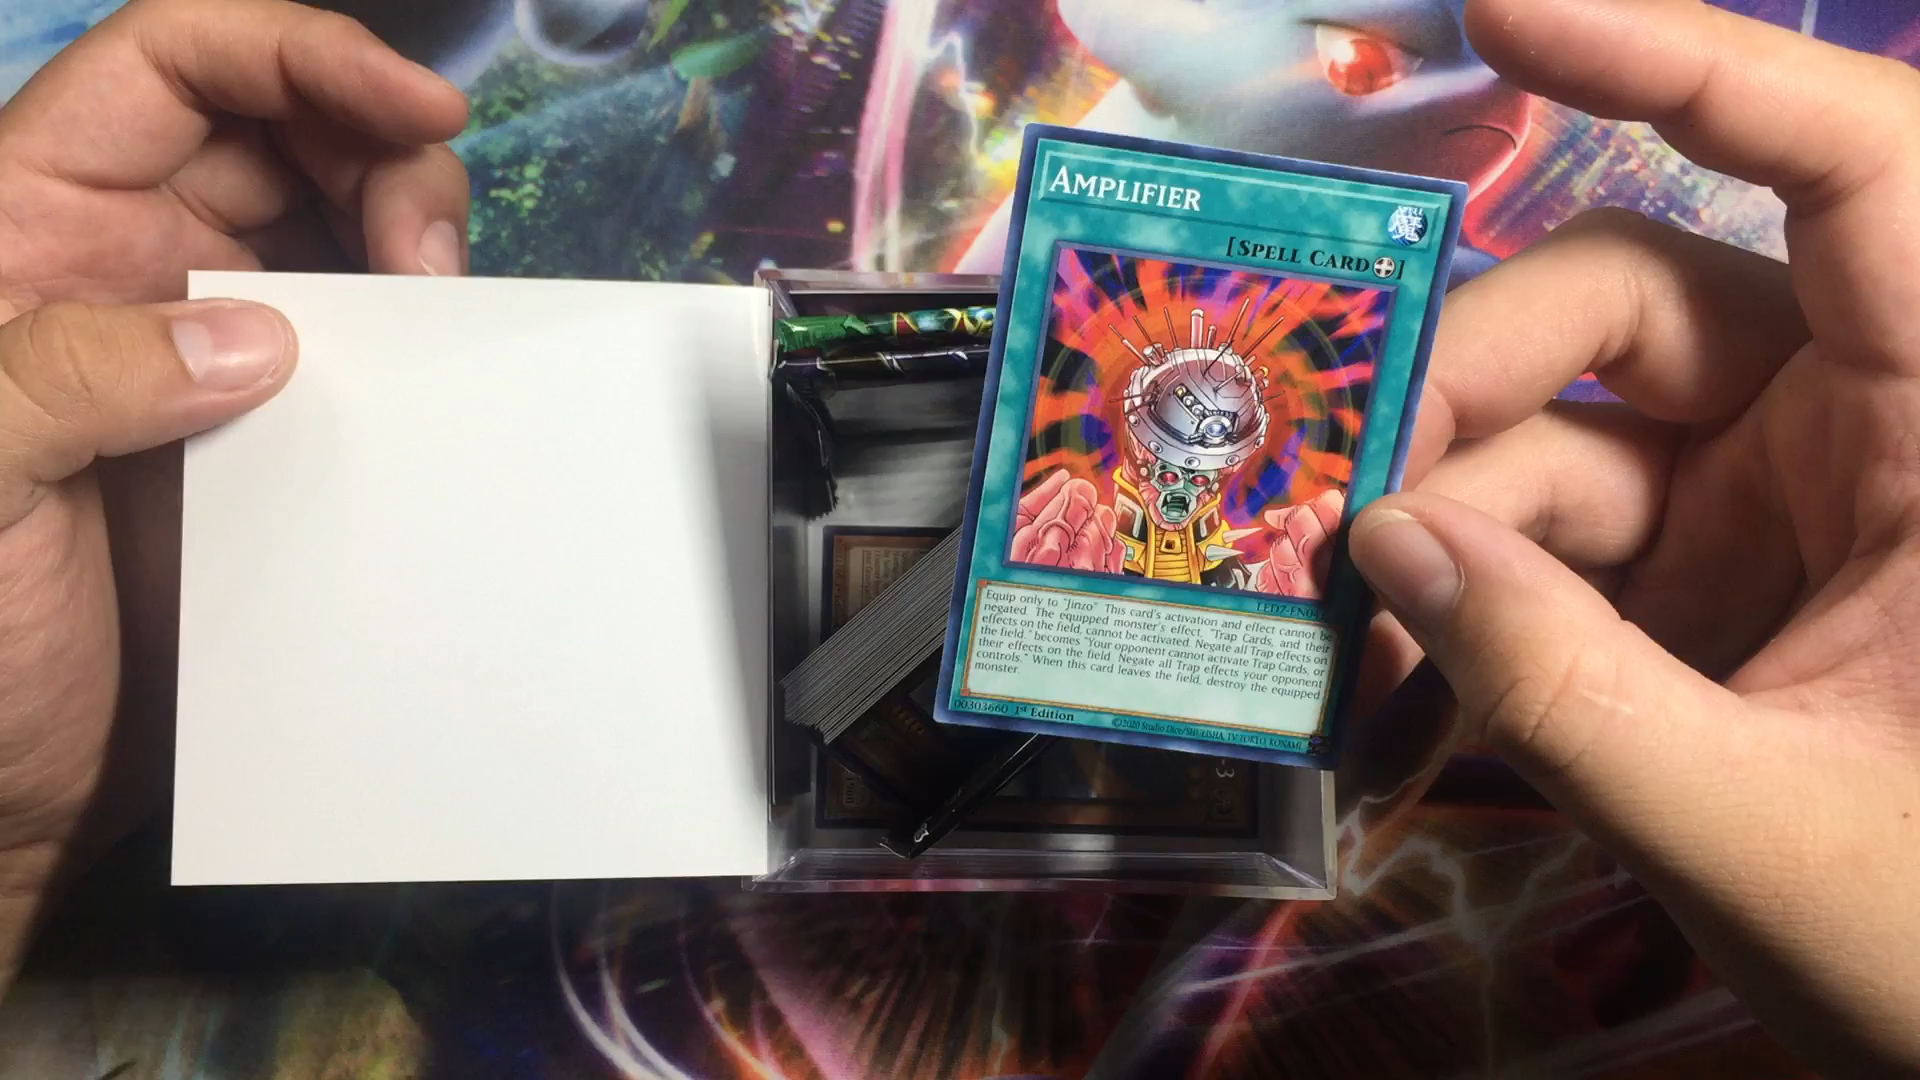 AMPLIFIER
魔
[SPELL CARD]
LED7-EN04
Equip only to "Jinzo" This card's activation and effect cannot be
negated. The equipped monster's effect, "Trap Cards, and their
effects on the field, cannot be activated. Negate all Trap effects on
the field." becomes "Your opponent cannot activate Trap Cards, or
their effects on the field. Negate all Trap effects your opponent
controls." When this card leaves the field, destroy the equipped
monster.
00303660 1st Edition
©2020 Studio Dice/SHUEISHA, TV TOKYO, KONAMI